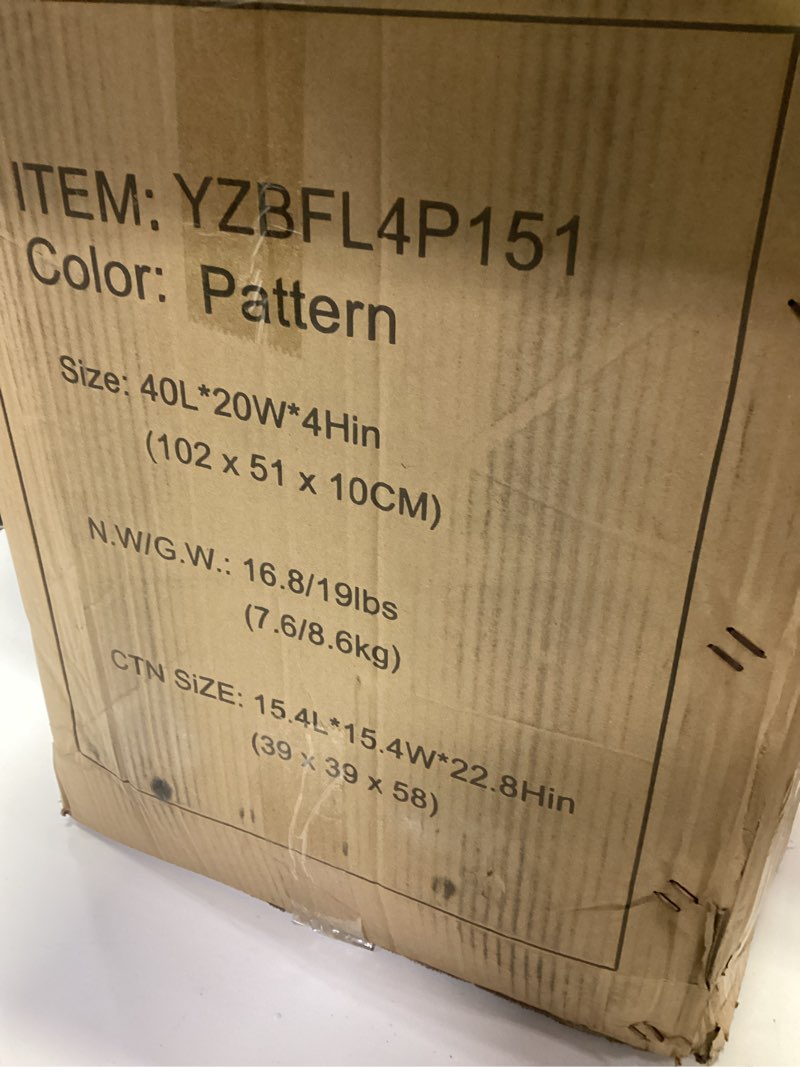 ITEM: YZBFL4P151
Color: Pattern
Size: 40L*20W*4Hin
(102 x 51 x 10CM)
N.W/G.W.: 16.8/19lbs
(7.6/8.6kg)
CTN SiZE: 15.4L*15.4W*22.8Hin
(39 x 39 x 58)